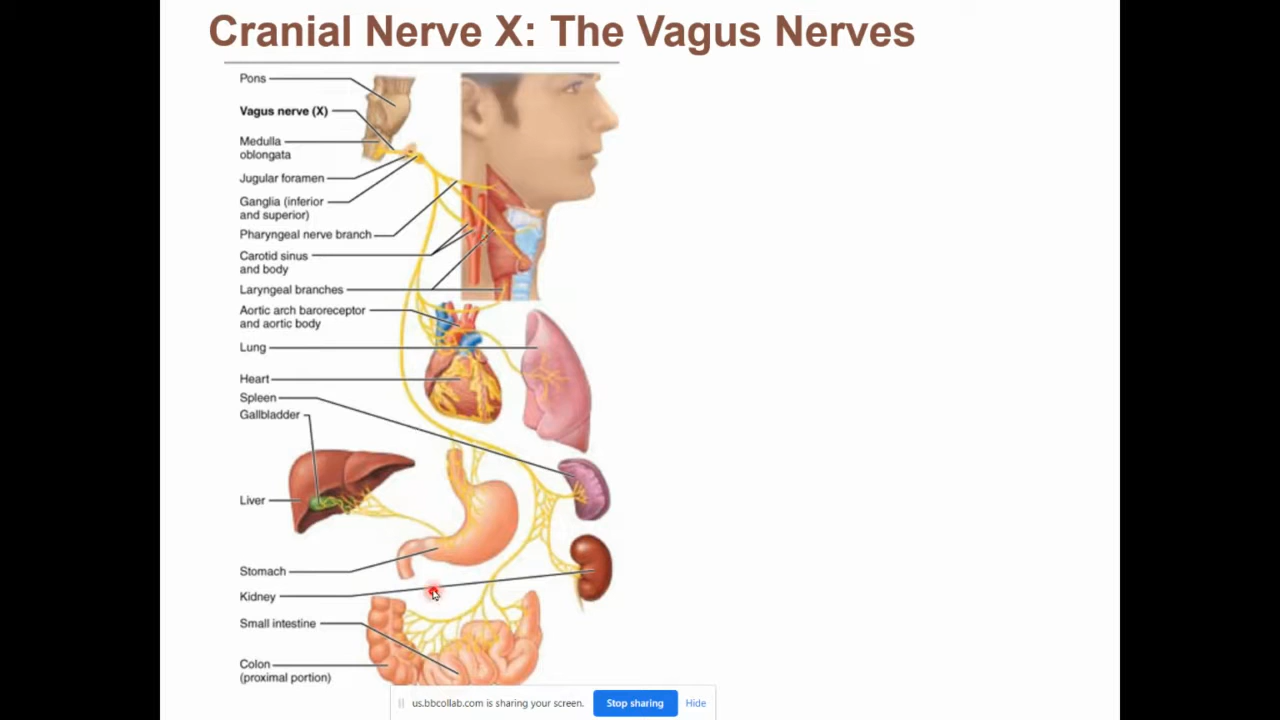 Cranial Nerve X: The Vagus Nerves
Pons
Vagus nerve (X)
Medulla
oblongata
Jugular foramen
Ganglia (inferior
and superior)
Pharyngeal nerve branch
Carotid sinus
and body
Laryngeal branches
Aortic arch baroreceptor
and aortic body
Lung
Heart
Spleen
Gallbladder
Liver
Stomach
Kidney
Small intestine
Colon
(proximal portion)
us.bbcollab.com is sharing your screen.
Stop sharing
Hide